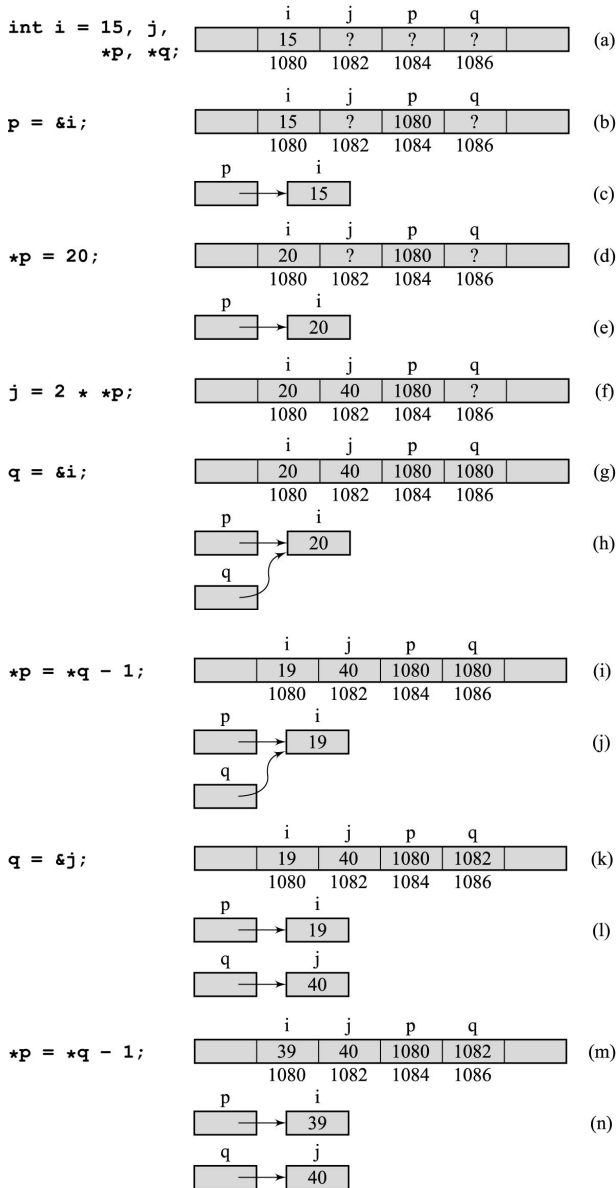 i j p q
int i = 15, j,
*p, *q;
15 ? ? ? (a)
1080 1082 1084 1086
i j p q
p = &i; 15 ? 1080 ? (b)
1080 1082 1084 1086
p i
15 (c)
i j p q
*p = 20; 20 ? 1080 ? (d)
1080 1082 1084 1086
p i
20 (e)
i j p q
j = 2 * *p; 20 40 1080 ? (f)
1080 1082 1084 1086
i j p q
q = &i; 20 40 1080 1080 (g)
1080 1082 1084 1086
p i
20 (h)
q
i j p q
*p = *q - 1; 19 40 1080 1080 (i)
1080 1082 1084 1086
p i
19 (j)
q
i j p q
q = &j; 19 40 1080 1082 (k)
1080 1082 1084 1086
p i
19 (l)
q j
40
i j p q
*p = *q - 1; 39 40 1080 1082 (m)
1080 1082 1084 1086
p i
39 (n)
q j
40